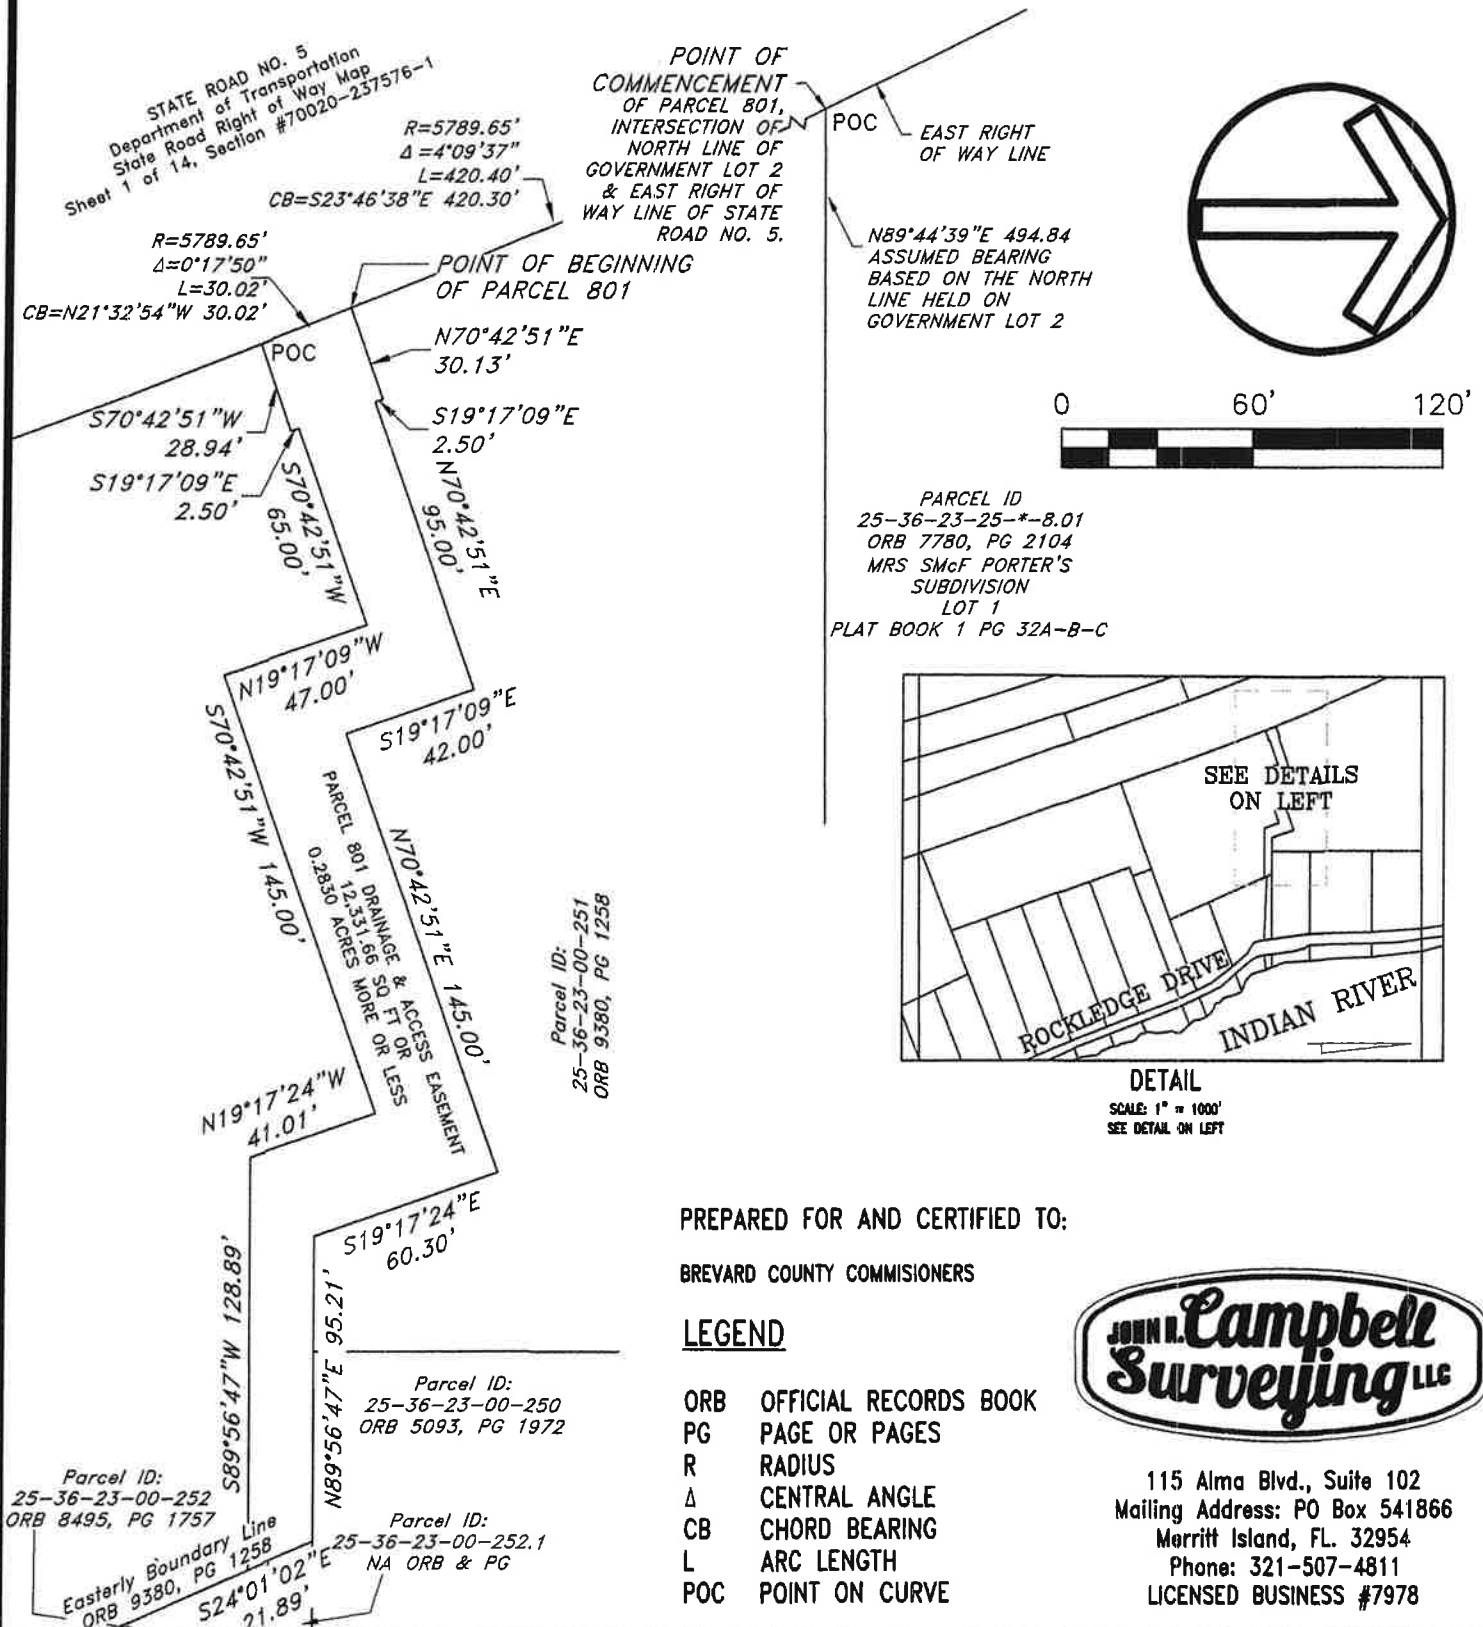 STATE ROAD NO. 5
Department of Transportation
State Road Right of Way Map
Sheet 1 of 14, Section #70020-237576-1
R=5789.65'
Δ=4°09'37"
L=420.40'
CB=S23°46'38"E 420.30'
R=5789.65'
Δ=0°17'50"
L=30.02'
CB=N21°32'54"W 30.02'
POINT OF
COMMENCEMENT
OF PARCEL 801,
INTERSECTION OF
NORTH LINE OF
GOVERNMENT LOT 2
& EAST RIGHT OF
WAY LINE OF STATE
ROAD NO. 5.
POC
EAST RIGHT
OF WAY LINE
N89°44'39"E 494.84
ASSUMED BEARING
BASED ON THE NORTH
LINE HELD ON
GOVERNMENT LOT 2
POINT OF BEGINNING
OF PARCEL 801
POC
N70°42'51"E
30.13'
S70°42'51"W
28.94'
S19°17'09"E
2.50'
S19°17'09"E
2.50'
S70°42'51"W
65.00'
N70°42'51"E
95.00'
0 60' 120'
PARCEL ID
25-36-23-25-*-8.01
ORB 7780, PG 2104
MRS SMcF PORTER'S
SUBDIVISION
LOT 1
PLAT BOOK 1 PG 32A-B-C
N19°17'09"W
47.00'
S19°17'09"E
42.00'
S70°42'51"W 145.00'
PARCEL 801 DRAINAGE & ACCESS EASEMENT
12,331.66 SQ FT OR
0.2830 ACRES MORE OR LESS
N70°42'51"E 145.00'
Parcel ID:
25-36-23-00-251
ORB 9380, PG 1258
SEE DETAILS
ON LEFT
ROCKLEDGE DRIVE
INDIAN RIVER
DETAIL
SCALE: 1" = 1000'
SEE DETAIL ON LEFT
N19°17'24"W
41.01'
S19°17'24"E
60.30'
S89°56'47"W 128.89'
N89°56'47"E 95.21'
Parcel ID:
25-36-23-00-250
ORB 5093, PG 1972
Parcel ID:
25-36-23-00-252
ORB 8495, PG 1757
Parcel ID:
25-36-23-00-252.1
NA ORB & PG
Easterly Boundary Line
ORB 9380, PG 1258
S24°01'02"E
21.89'
PREPARED FOR AND CERTIFIED TO:
BREVARD COUNTY COMMISIONERS
LEGEND
ORB OFFICIAL RECORDS BOOK
PG PAGE OR PAGES
R RADIUS
Δ CENTRAL ANGLE
CB CHORD BEARING
L ARC LENGTH
POC POINT ON CURVE
JOHN R. Campbell
Surveying LLC
115 Alma Blvd., Suite 102
Mailing Address: PO Box 541866
Merritt Island, FL. 32954
Phone: 321-507-4811
LICENSED BUSINESS #7978